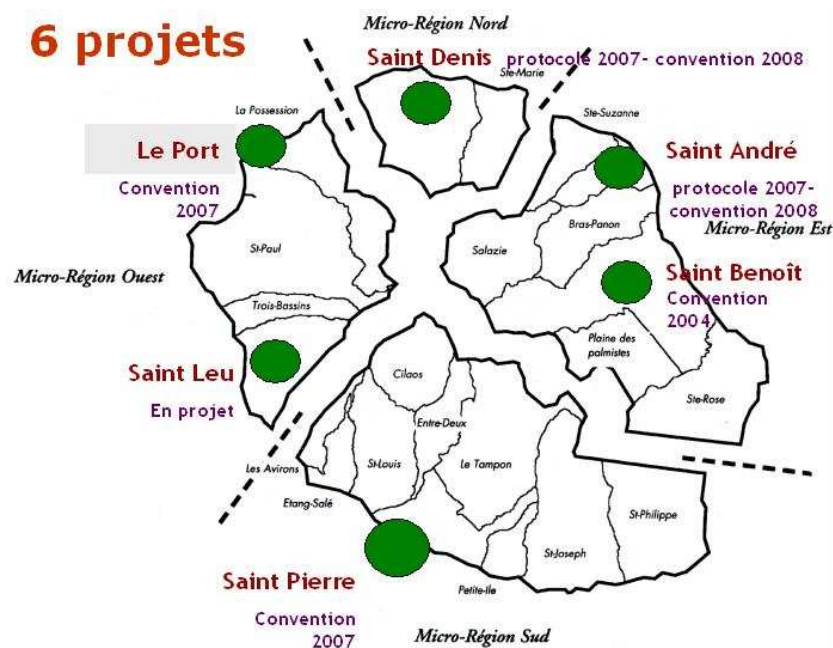 6 projets
Micro-Région Nord
Saint Denis protocole 2007- convention 2008
Ste-Marie
La Possession
Ste-Suzanne
Le Port
Saint André
Convention
2007
protocole 2007-
convention 2008
Bras-Panon
Micro-Région Est
St-Paul
Salazie
Micro-Région Ouest
Saint Benoît
Convention
2004
Trois-Bassins
Plaine des
palmistes
Saint Leu
Cilaos
En projet
Ste-Rose
Entre-Deux
Les Avirons
St-Louis
Le Tampon
Etang-Salé
St-Philippe
St-Joseph
Saint Pierre
Petite-Ile
Convention
2007
Micro-Région Sud